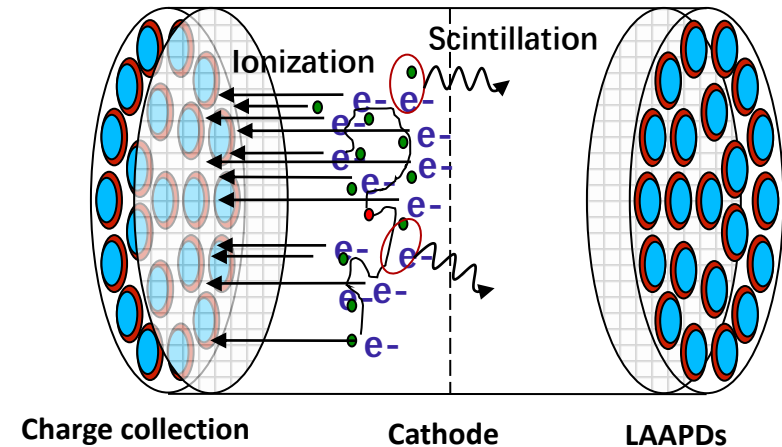 Ionization
Scintillation
e-
e-
e-
e-
e-
e-
e-
e-
e-
e-
e-
e-
e-
Charge collection
Cathode
LAAPDs